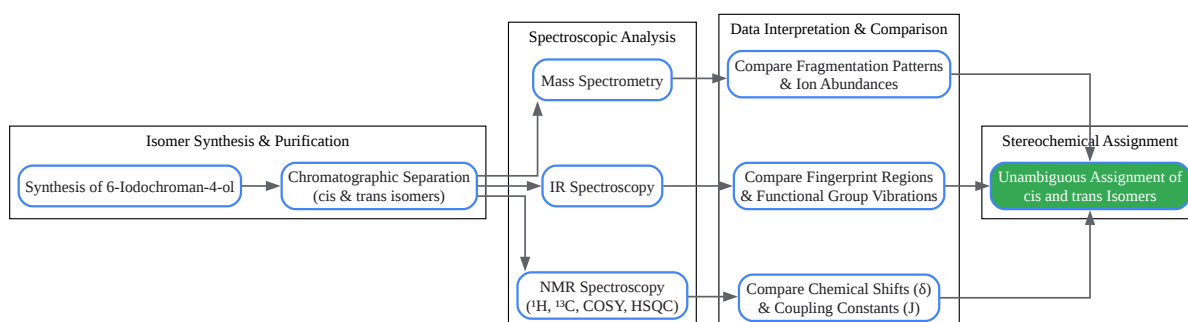 Isomer Synthesis & Purification
Synthesis of 6-Iodochroman-4-ol
Chromatographic Separation
(cis & trans isomers)
Spectroscopic Analysis
Mass Spectrometry
IR Spectroscopy
NMR Spectroscopy
(¹H, ¹³C, COSY, HSQC)
Data Interpretation & Comparison
Compare Fragmentation Patterns
& Ion Abundances
Compare Fingerprint Regions
& Functional Group Vibrations
Compare Chemical Shifts (δ)
& Coupling Constants (J)
Stereochemical Assignment
Unambiguous Assignment of
cis and trans Isomers